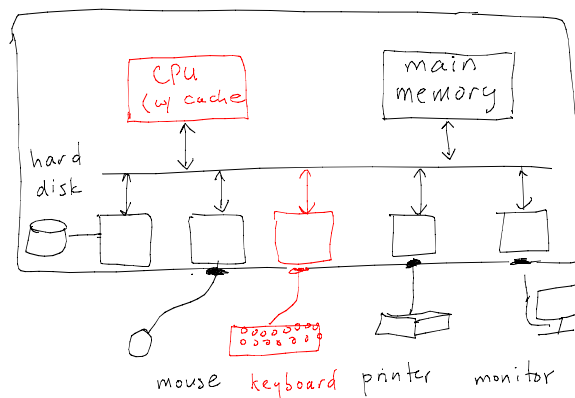 CPU
(w/ cache
main
memory
hard
disk
mouse keyboard printer monitor